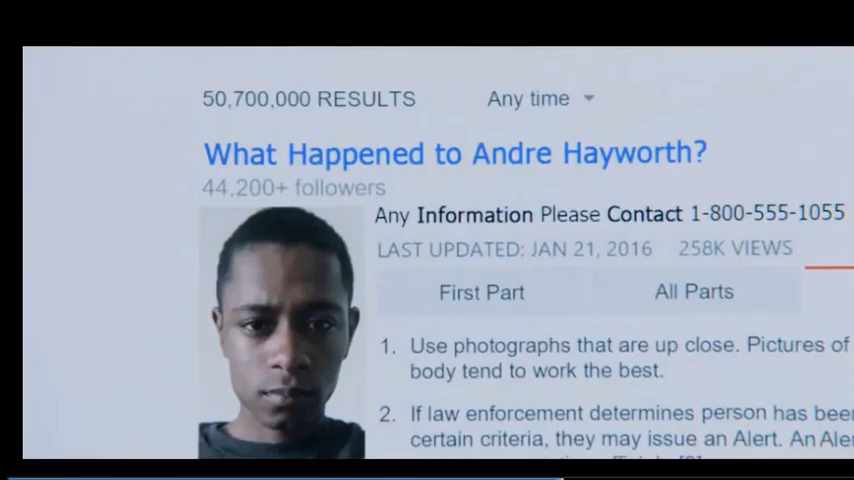 50,700,000 RESULTS Any time
What Happened to Andre Hayworth?
44,200+ followers
Any Information Please Contact 1-800-555-1055
LAST UPDATED: JAN 21, 2016 258K VIEWS
First Part All Parts
1. Use photographs that are up close. Pictures of
body tend to work the best.
2. If law enforcement determines person has been
certain criteria, they may issue an Alert. An Aler